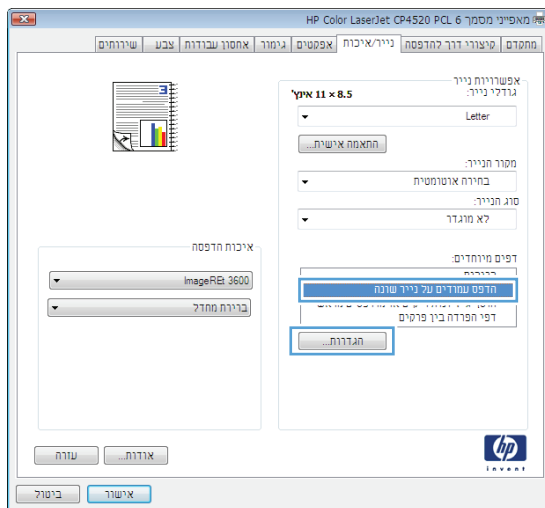 מאפייני מסמך HP Color LaserJet CP4520 PCL 6
מתקדם
קיצורי דרך להדפסה
נייר/איכות
אפקטים
גימור
אחסון עבודות
צבע
שירותים
אפשרויות נייר
גודלי נייר:
8.5 × 11 אינץ'
Letter
התאמה אישית...
מקור הנייר:
בחירה אוטומטית
סוג הנייר:
לא מוגדר
דפים מיוחדים:
הדפס עמודים על נייר שונה
דפי הפרדה בין פרקים
הגדרות...
איכות הדפסה
ImageREt 3600
ברירת מחדל
hp
invent
אודות...
עזרה
אישור
ביטול